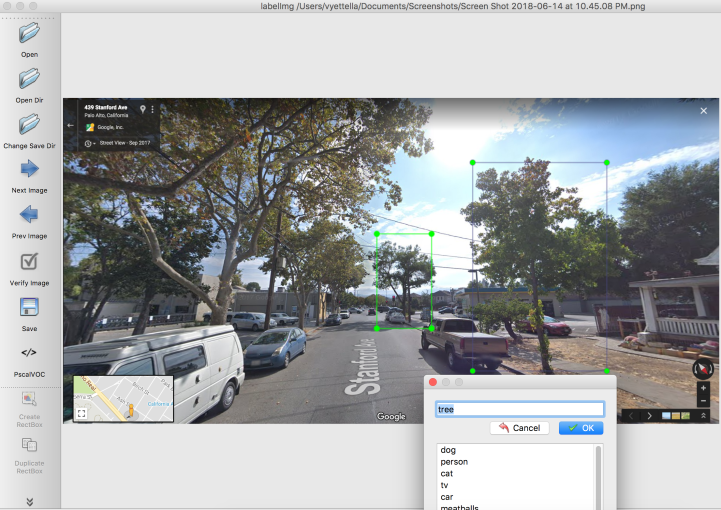 labelImg /Users/vyettella/Documents/Screenshots/Screen Shot 2018-06-14 at 10.45.08 PM.png
Open
Open Dir
Change Save Dir
Next Image
Prev Image
Verify Image
Save
</>
PscalVOC
Create
RectBox
Duplicate
RectBox
439 Stanford Ave
Palo Alto, California
Google, Inc.
Street View - Sep 2017
Stanford Ave
Google
tree
Cancel
OK
dog
person
cat
tv
car
meatballs